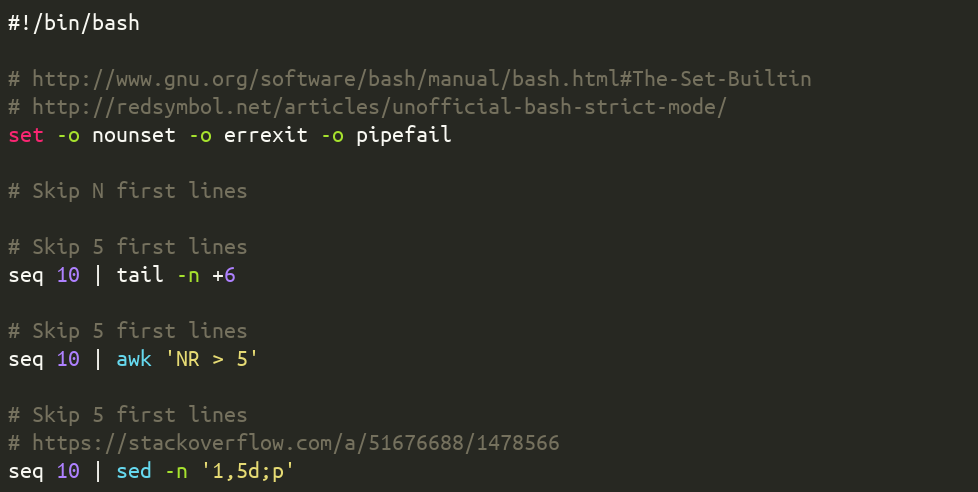 #!/bin/bash
# http://www.gnu.org/software/bash/manual/bash.html#The-Set-Builtin
# http://redsymbol.net/articles/unofficial-bash-strict-mode/
set -o nounset -o errexit -o pipefail
# Skip N first lines
# Skip 5 first lines
seq 10 | tail -n +6
# Skip 5 first lines
seq 10 | awk 'NR > 5'
# Skip 5 first lines
# https://stackoverflow.com/a/51676688/1478566
seq 10 | sed -n '1,5d;p'